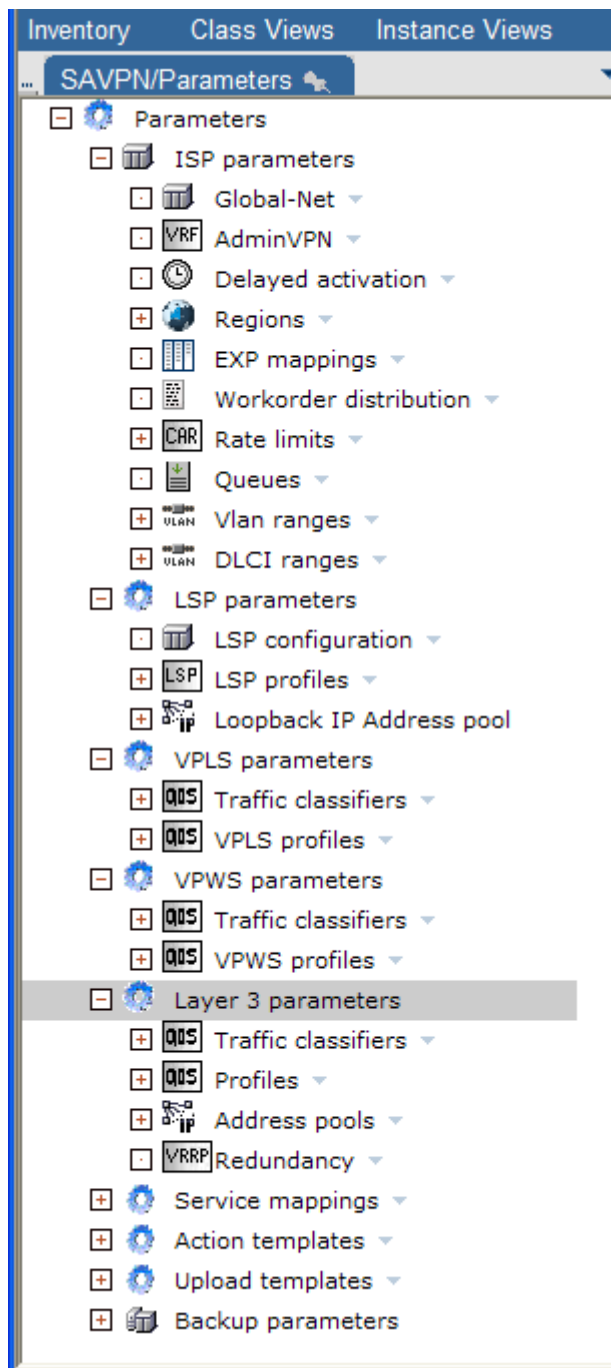 Inventory Class Views Instance Views
... SAVPN/Parameters
Parameters
ISP parameters
Global-Net
VRF AdminVPN
Delayed activation
Regions
EXP mappings
Workorder distribution
CAR Rate limits
Queues
VLAN Vlan ranges
VLAN DLCI ranges
LSP parameters
LSP configuration
LSP LSP profiles
IP Loopback IP Address pool
VPLS parameters
QOS Traffic classifiers
QOS VPLS profiles
VPWS parameters
QOS Traffic classifiers
QOS VPWS profiles
Layer 3 parameters
QOS Traffic classifiers
QOS Profiles
IP Address pools
VRRP Redundancy
Service mappings
Action templates
Upload templates
Backup parameters